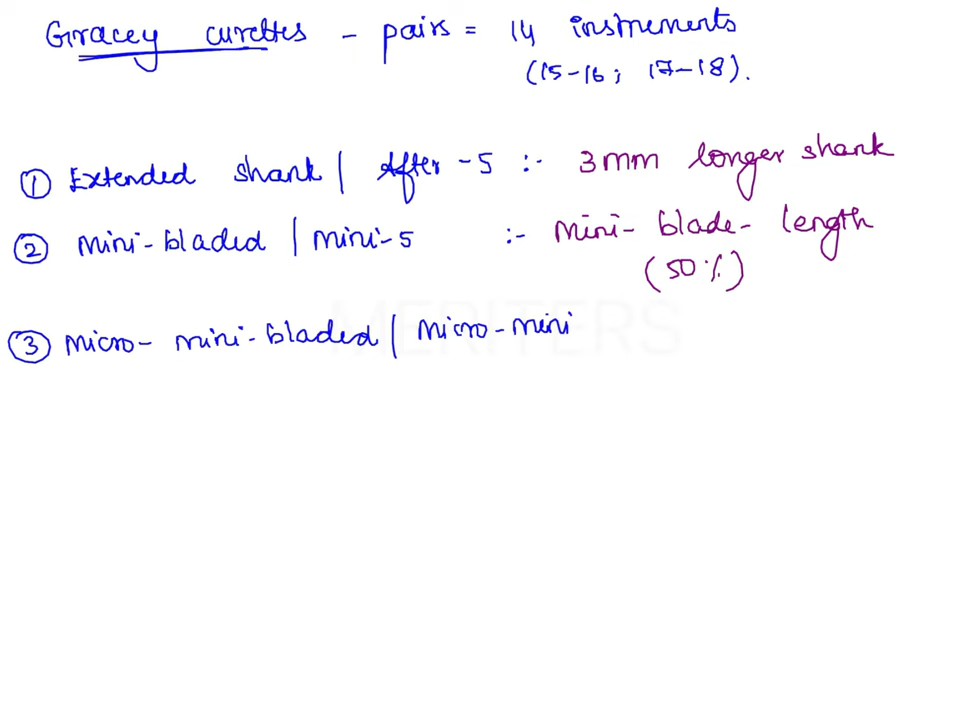 Gracey curettes - pairs = 14 instruments
(15-16; 17-18).
① Extended shank | After -5 :- 3mm longer shank
② mini-bladed | mini-5 :- mini-blade-length
(50%)
③ micro- mini-bladed | micro-mini
MERITERS